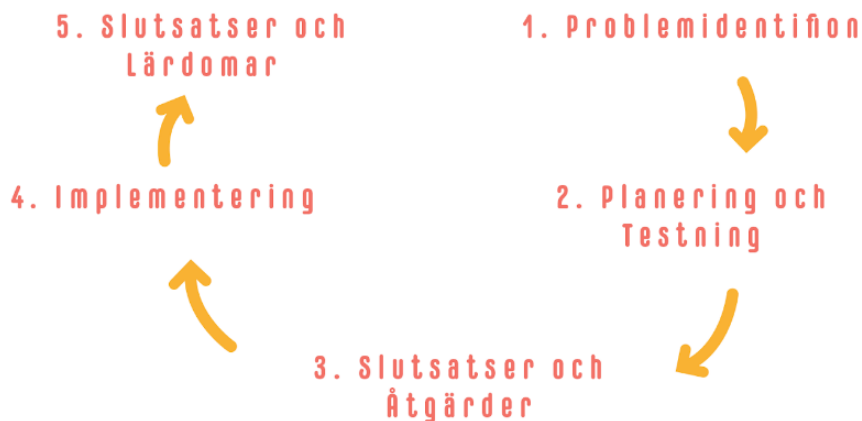 1. Problemidentifion
2. Planering och
Testning
3. Slutsatser och
Åtgärder
4. Implementering
5. Slutsatser och
Lärdomar